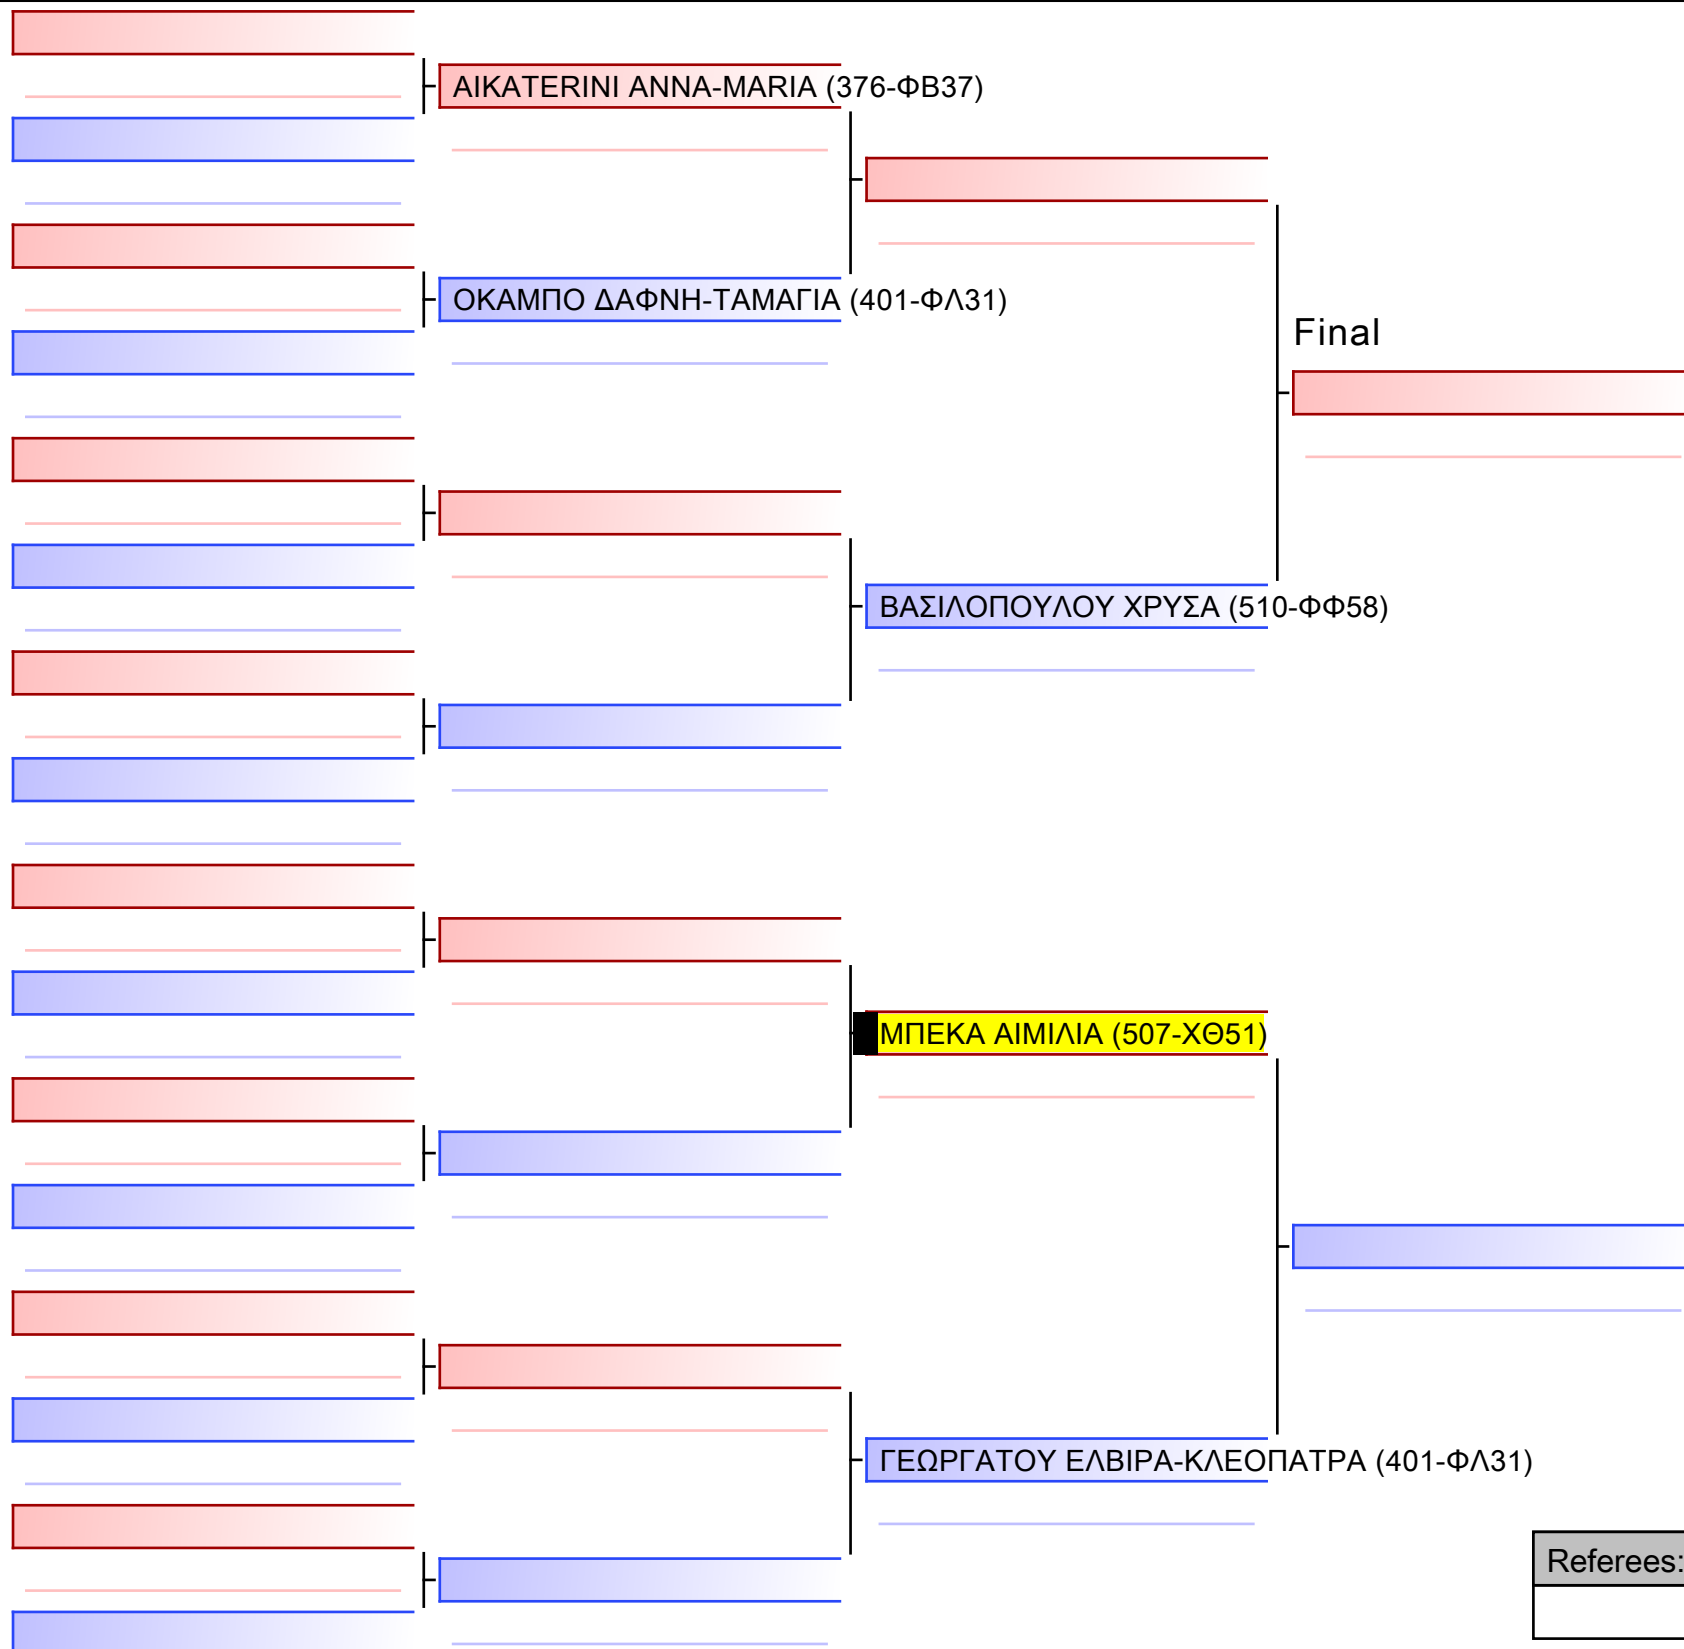 AIKATERINI ANNA-MARIA (376-ΦΒ37)
ΟΚΑΜΠΟ ΔΑΦΝΗ-ΤΑΜΑΓΙΑ (401-ΦΛ31)
Final
ΒΑΣΙΛΟΠΟΥΛΟΥ ΧΡΥΣΑ (510-ΦΦ58)
ΜΠΕΚΑ ΑΙΜΙΛΙΑ (507-ΧΘ51)
ΓΕΩΡΓΑΤΟΥ ΕΛΒΙΡΑ-ΚΛΕΟΠΑΤΡΑ (401-ΦΛ31)
Referees: